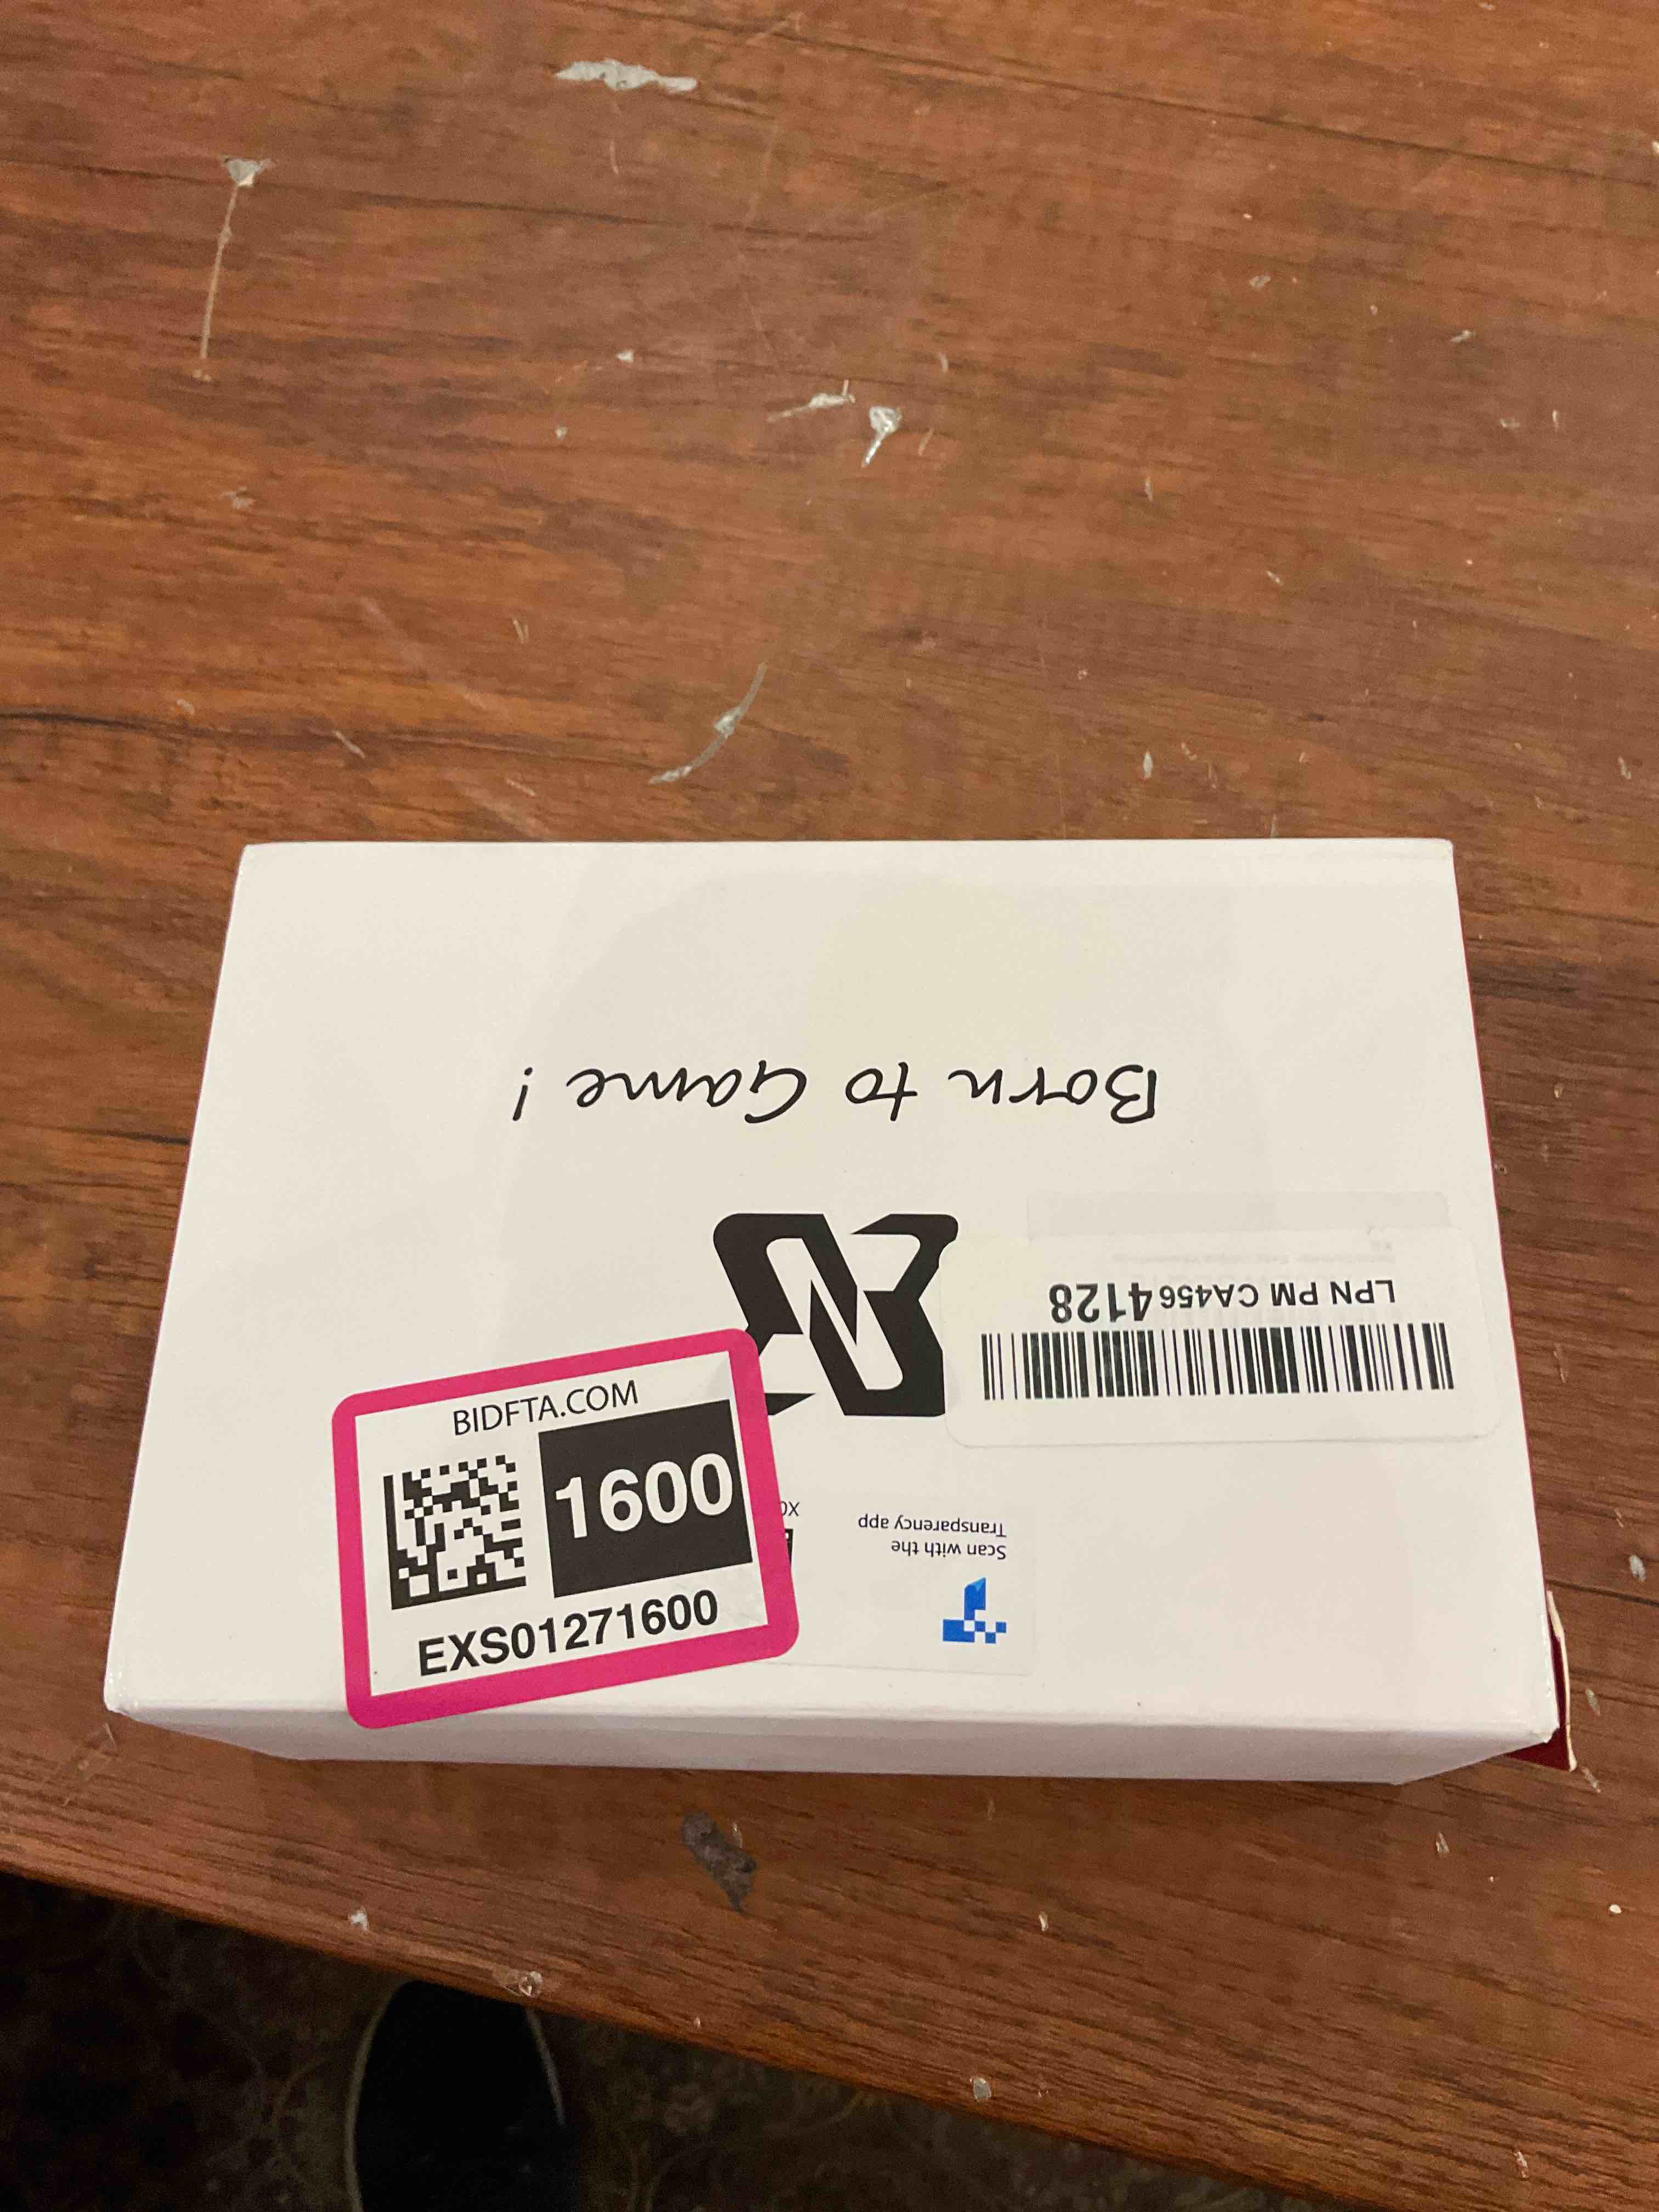 Born to Game !
LPN PM CA4564128
BIDFTA.COM
1600
EXS01271600
Scan with the
Transparency app